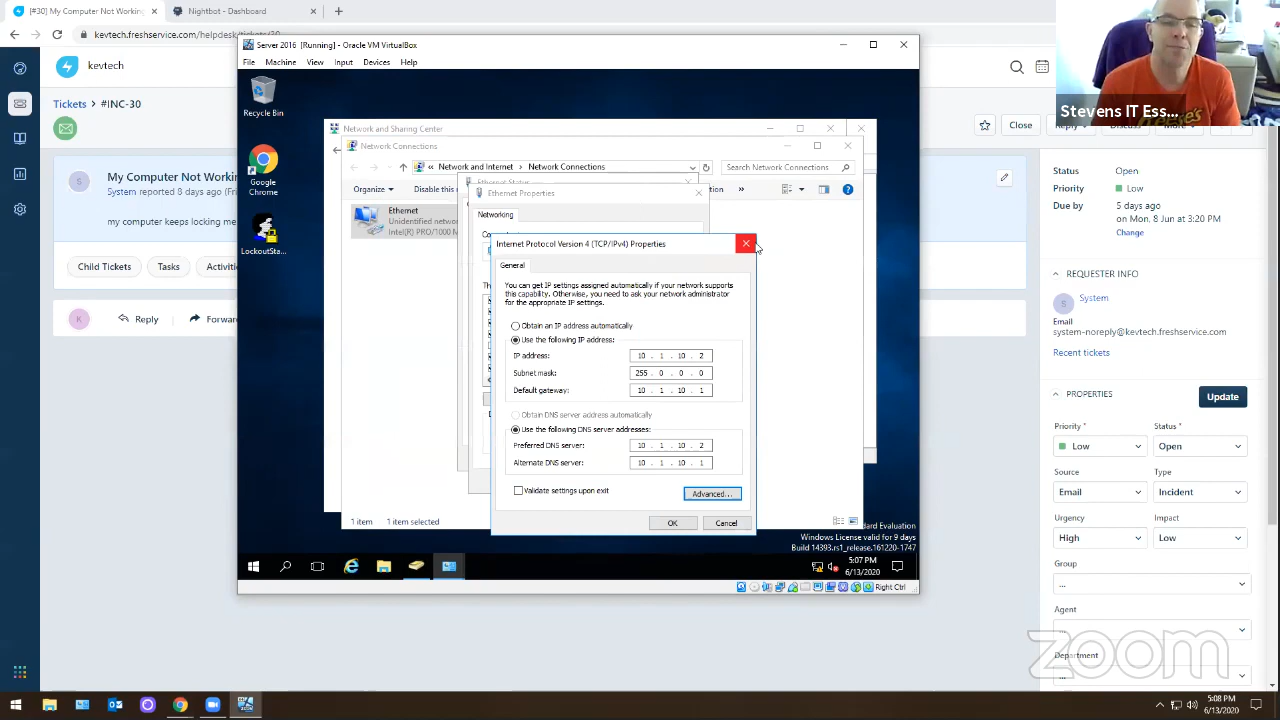 [#30] My Computer Not Working
Nightbot - Dashboard
kevtech.freshservice.com/helpdesk/tickets/30
kevtech
Tickets
#INC-30
Close
My Computer Not Workin
System reported 8 days ago (Fri
my computer keeps locking me
Child Tickets
Tasks
Activiti
Reply
Forward
Server 2016 [Running] - Oracle VM VirtualBox
File
Machine
View
Input
Devices
Help
Recycle Bin
Google
Chrome
LockoutSta...
Network and Sharing Center
Network Connections
Network and Internet
Network Connections
Search Network Connections
Organize
Disable this
Ethernet
Unidentified networ
Intel(R) PRO/1000 M
Ethernet Status
Ethernet Properties
Networking
Internet Protocol Version 4 (TCP/IPv4) Properties
General
You can get IP settings assigned automatically if your network supports
this capability. Otherwise, you need to ask your network administrator
for the appropriate IP settings.
Obtain an IP address automatically
Use the following IP address:
IP address:
10 . 1 . 10 . 2
Subnet mask:
255 . 0 . 0 . 0
Default gateway:
10 . 1 . 10 . 1
Obtain DNS server address automatically
Use the following DNS server addresses:
Preferred DNS server:
10 . 1 . 10 . 2
Alternate DNS server:
10 . 1 . 10 . 1
Validate settings upon exit
Advanced...
OK
Cancel
1 item
1 item selected
dard Evaluation
Windows License valid for 9 days
Build 14393.rs1_release.161220-1747
5:07 PM
6/13/2020
Right Ctrl
Stevens IT Ess...
Status
Open
Priority
Low
Due by
5 days ago
on Mon, 8 Jun at 3:20 PM
Change
REQUESTER INFO
System
Email
system-noreply@kevtech.freshservice.com
Recent tickets
PROPERTIES
Update
Priority *
Status *
Low
Open
Source
Type
Email
Incident
Urgency
Impact
High
Low
Group
...
Agent
...
Department
...
zoom
5:08 PM
6/13/2020